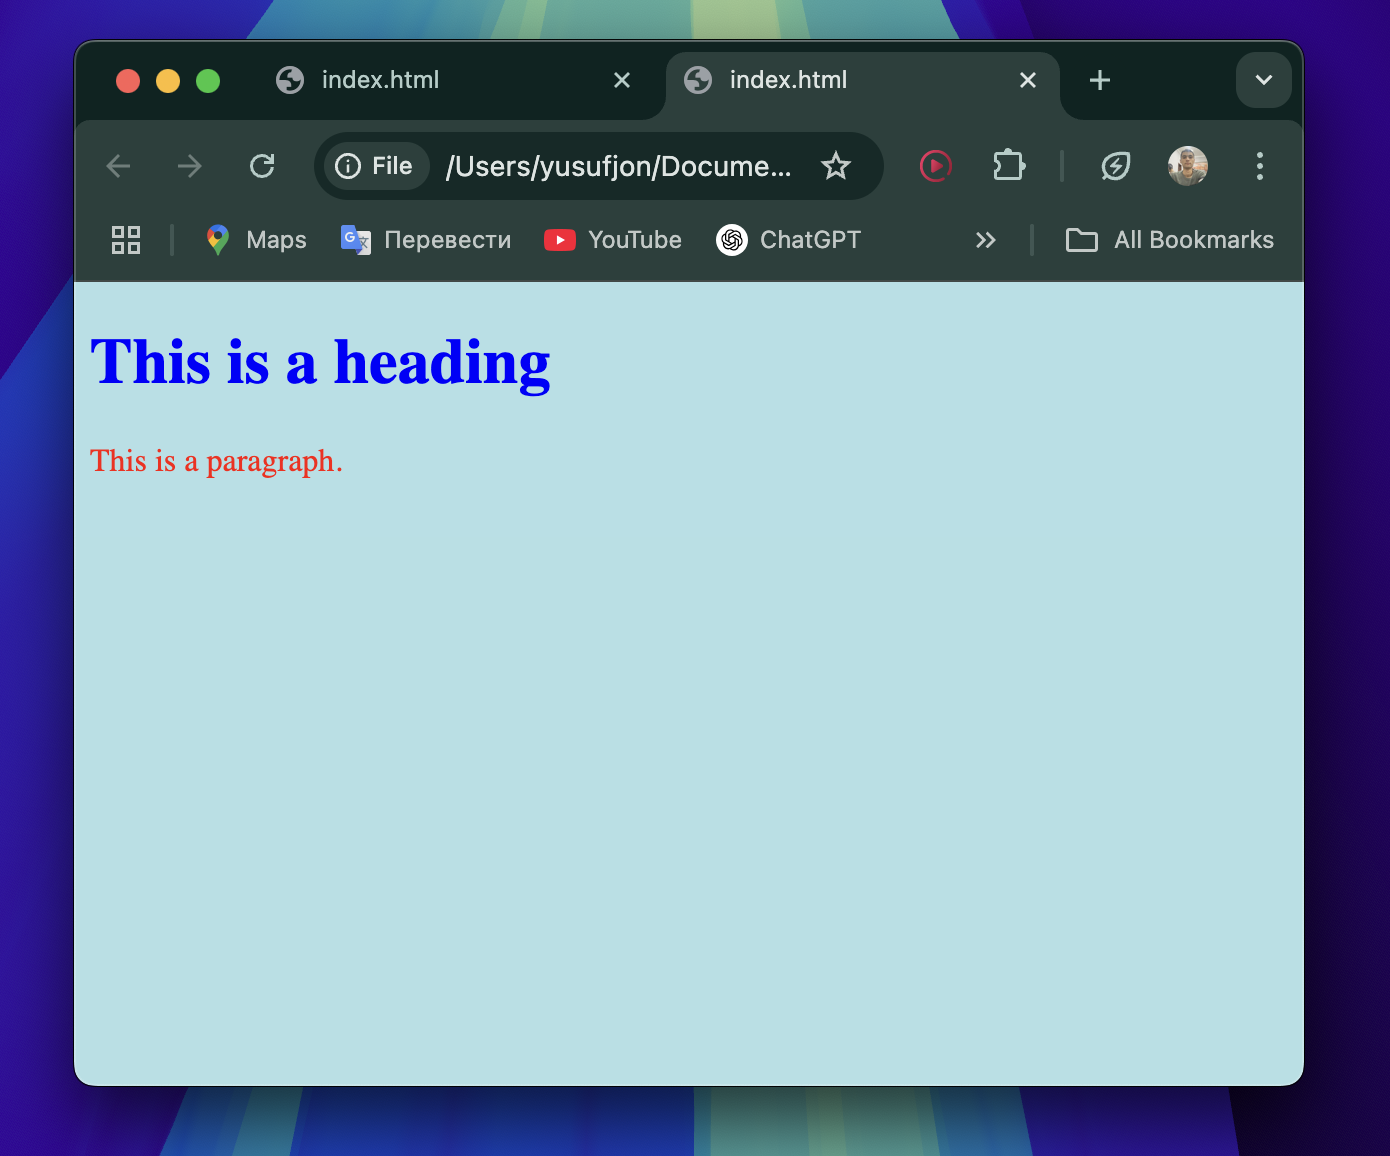 index.html
index.html
File /Users/yusufjon/Docume...
Maps Перевести YouTube ChatGPT All Bookmarks
This is a heading
This is a paragraph.